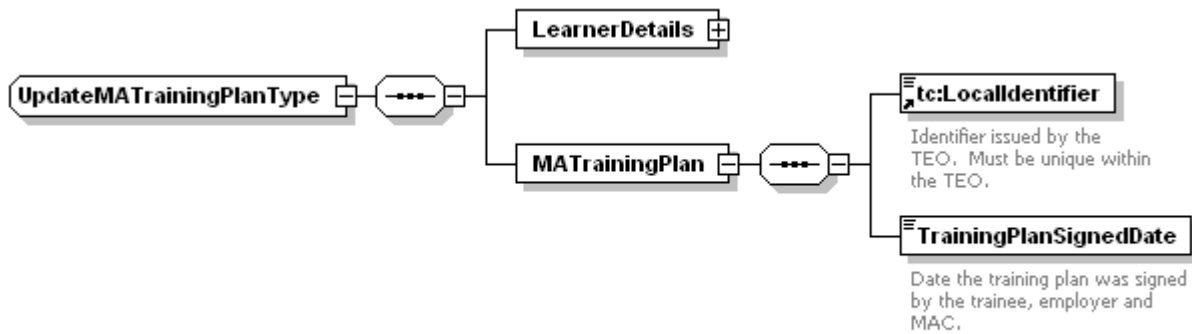 LearnerDetails
UpdateMATrainingPlanType
tc:LocalIdentifier
Identifier issued by the
TEO.  Must be unique within
the TEO.
MATrainingPlan
TrainingPlanSignedDate
Date the training plan was signed
by the trainee, employer and
MAC.